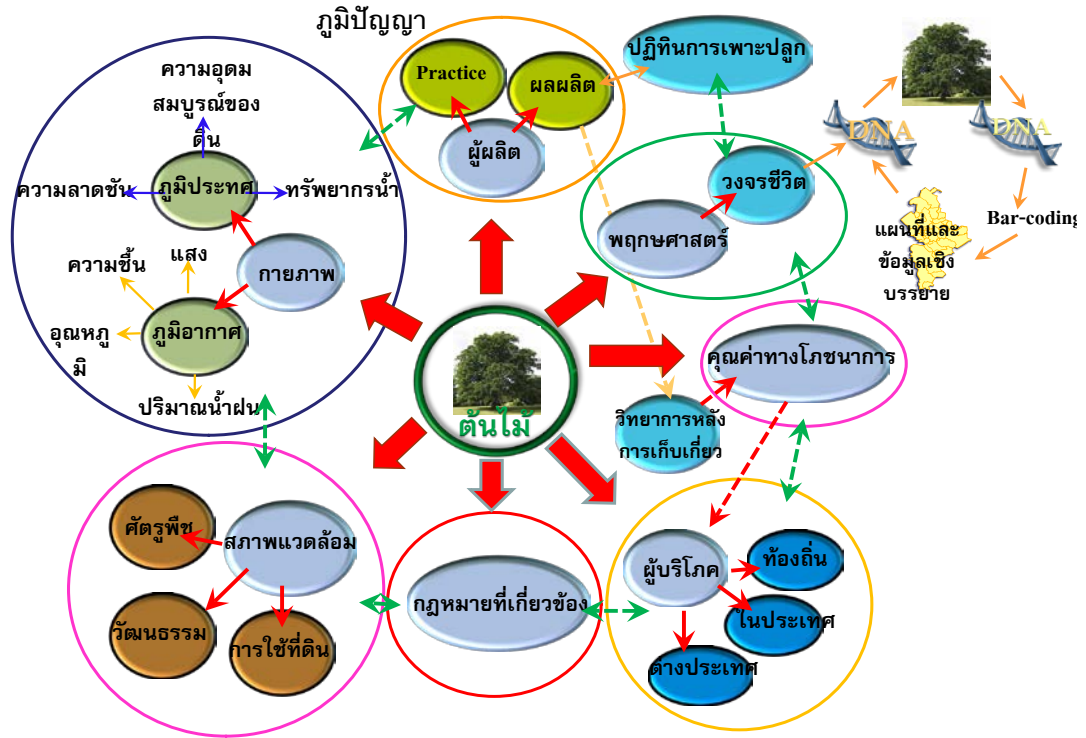 ภูมิปัญญา
Practice
ผลผลิต
ผู้ผลิต
ปฏิทินการเพาะปลูก
ความอุดม
สมบูรณ์ของ
ดิน
ความลาดชัน
ภูมิประทศ
ทรัพยากรน้ำ
กายภาพ
แสง
ความชื้น
ภูมิอากาศ
อุณหภู
มิ
ปริมาณน้ำฝน
วงจรชีวิต
พฤกษศาสตร์
DNA
DNA
Bar-coding
แผนที่และ
ข้อมูลเชิง
บรรยาย
คุณค่าทางโภชนาการ
วิทยาการหลัง
การเก็บเกี่ยว
ต้นไม้
ศัตรูพืช
สภาพแวดล้อม
วัฒนธรรม
การใช้ที่ดิน
กฎหมายที่เกี่ยวข้อง
ผู้บริโภค
ท้องถิ่น
ในประเทศ
ต่างประเทศ